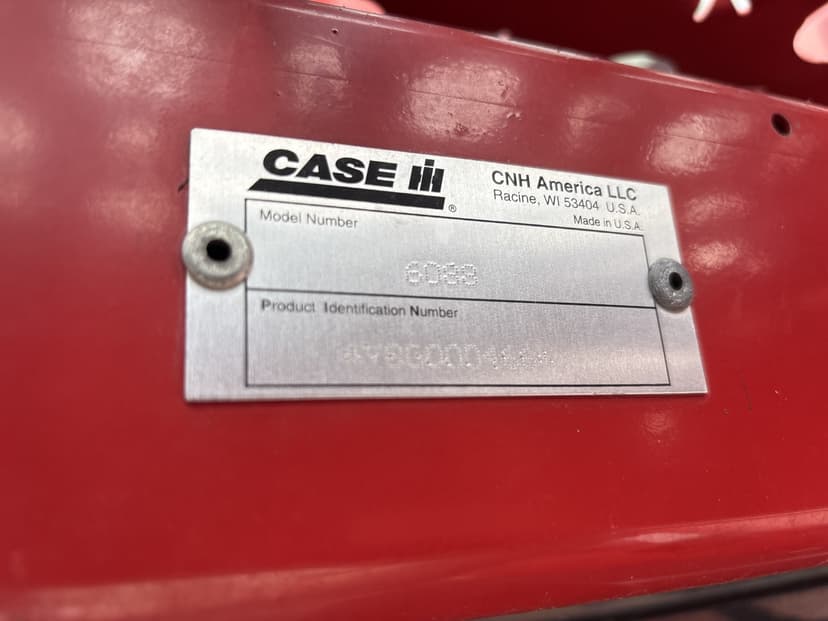 CASE IH
®
CNH America LLC
Racine, WI 53404 U.S.A.
Made in U.S.A.
Model Number
6088
Product Identification Number